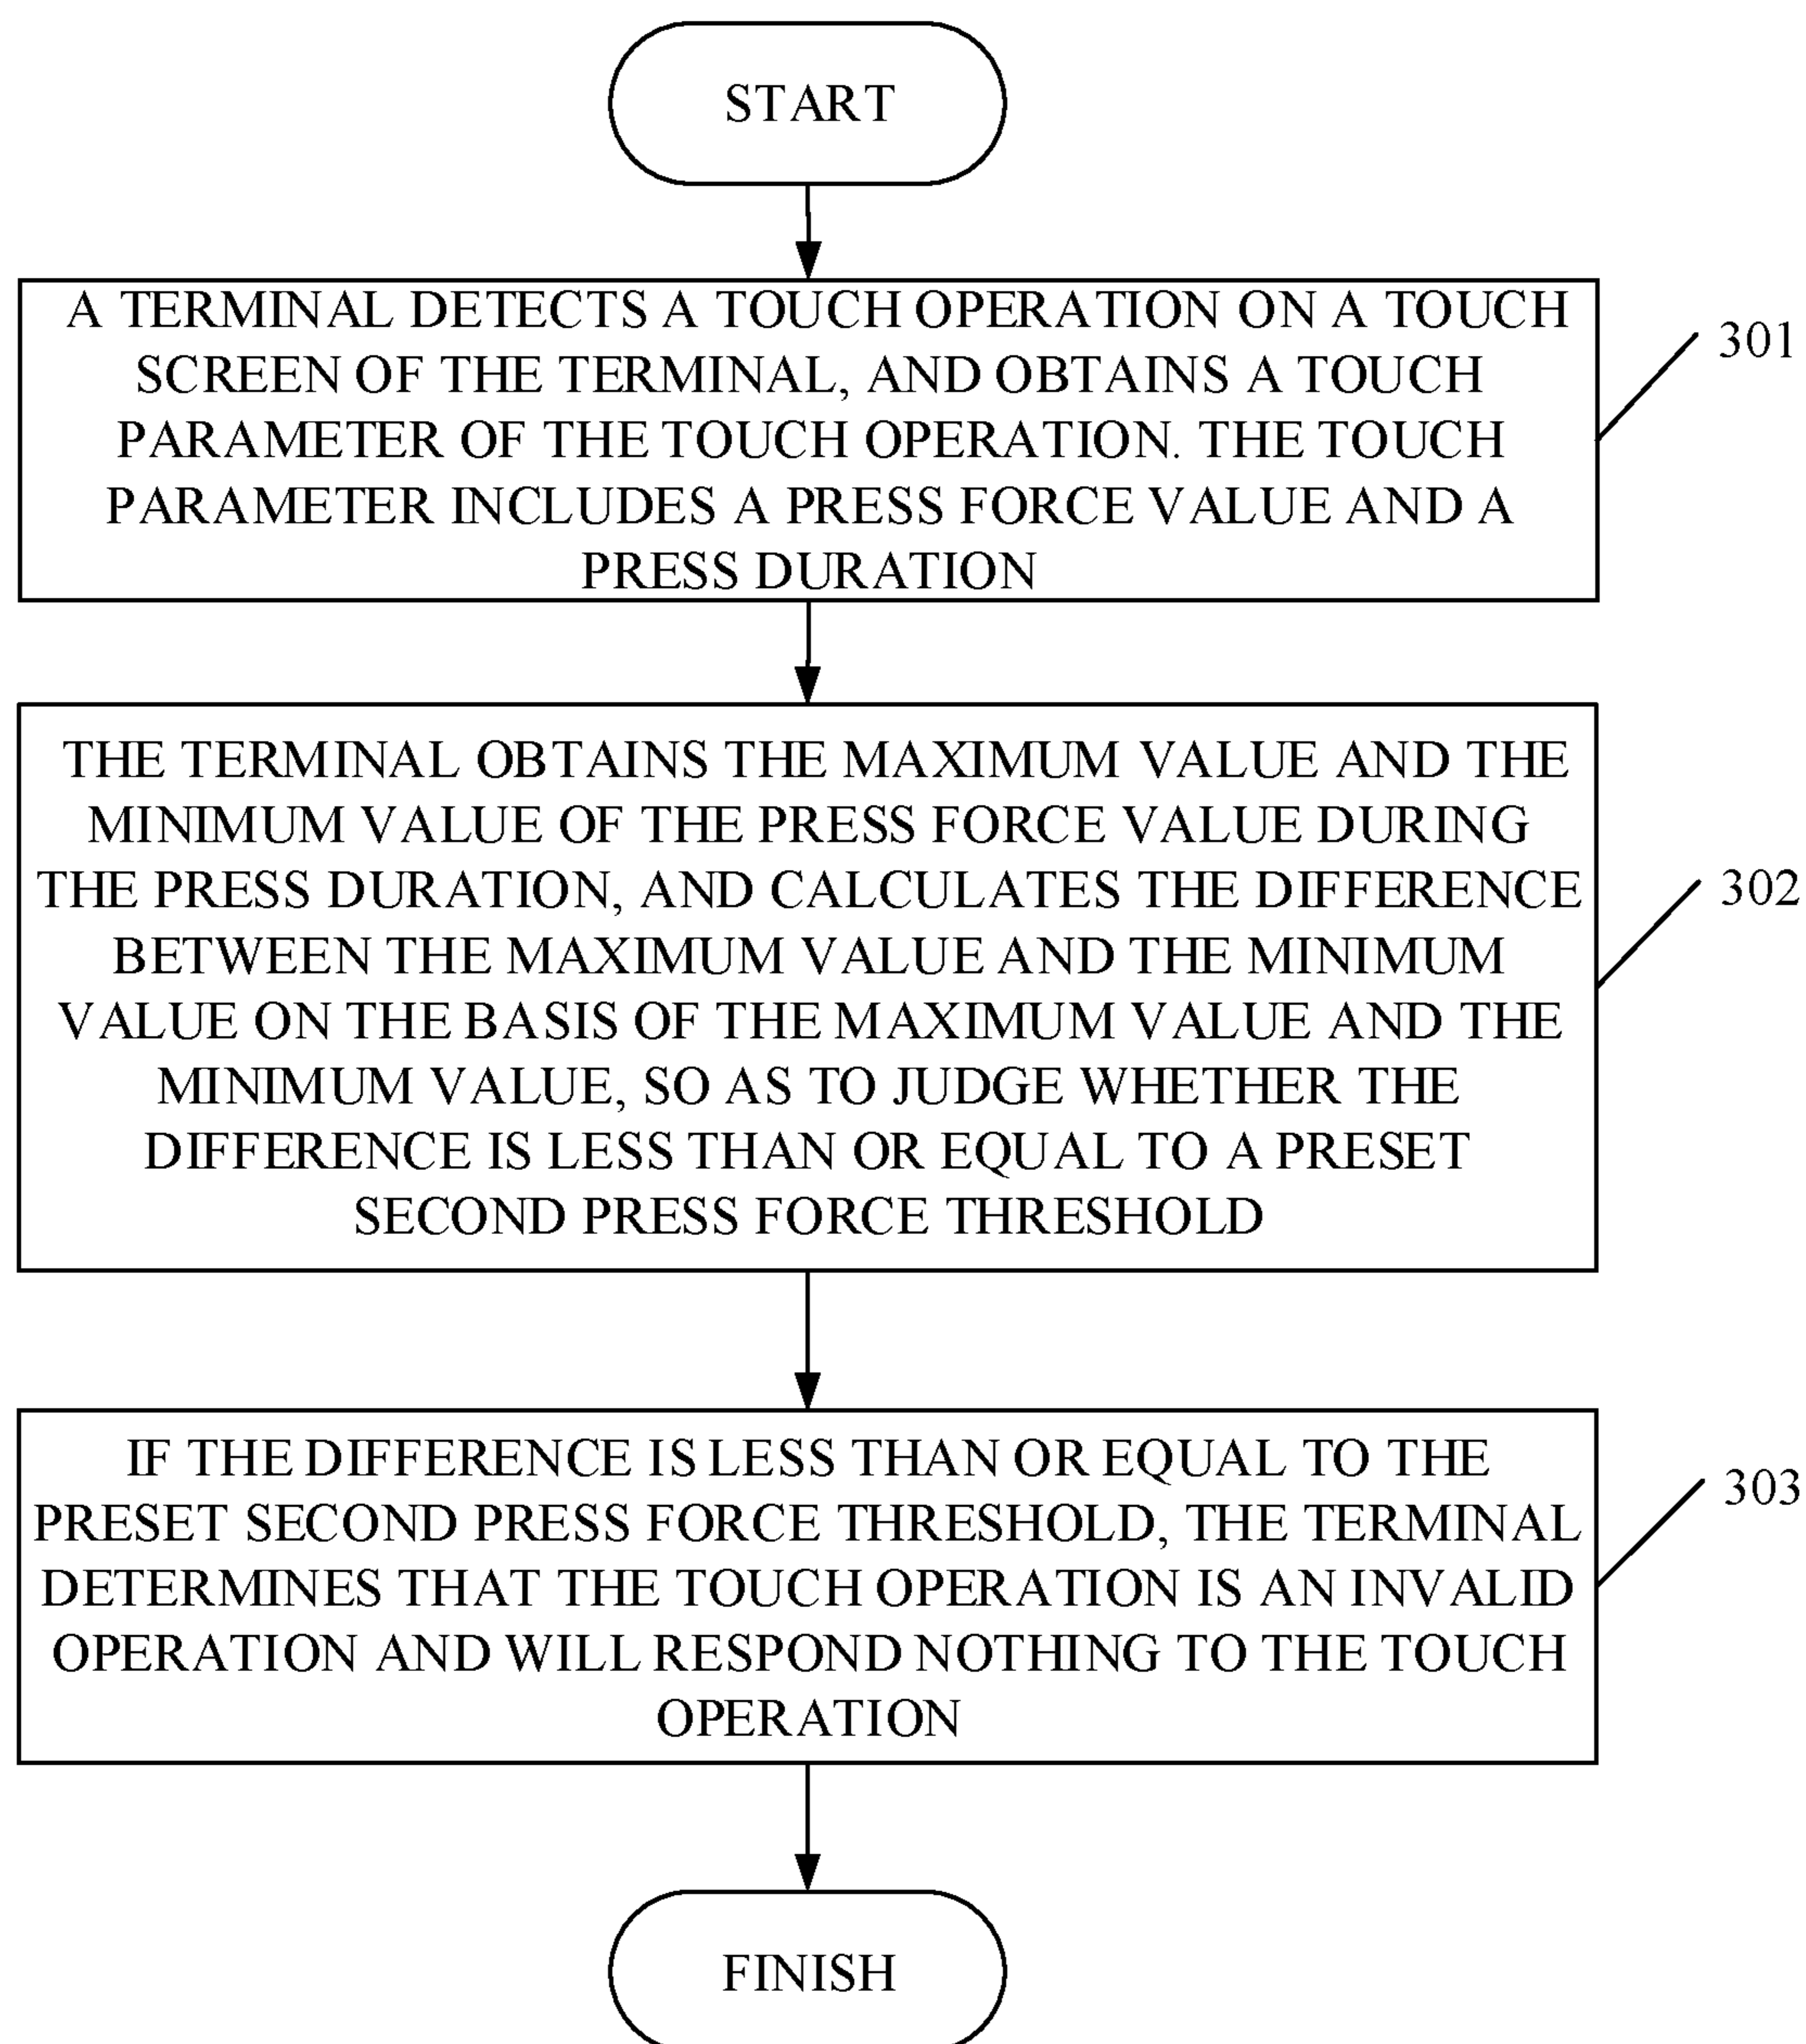 START
A TERMINAL DETECTS A TOUCH OPERATION ON A TOUCH
SCREEN OF THE TERMINAL, AND OBTAINS A TOUCH
PARAMETER OF THE TOUCH OPERATION. THE TOUCH
PARAMETER INCLUDES A PRESS FORCE VALUE AND A
PRESS DURATION
301
THE TERMINAL OBTAINS THE MAXIMUM VALUE AND THE
MINIMUM VALUE OF THE PRESS FORCE VALUE DURING
THE PRESS DURATION, AND CALCULATES THE DIFFERENCE
BETWEEN THE MAXIMUM VALUE AND THE MINIMUM
VALUE ON THE BASIS OF THE MAXIMUM VALUE AND THE
MINIMUM VALUE, SO AS TO JUDGE WHETHER THE
DIFFERENCE IS LESS THAN OR EQUAL TO A PRESET
SECOND PRESS FORCE THRESHOLD
302
IF THE DIFFERENCE IS LESS THAN OR EQUAL TO THE
PRESET SECOND PRESS FORCE THRESHOLD, THE TERMINAL
DETERMINES THAT THE TOUCH OPERATION IS AN INVALID
OPERATION AND WILL RESPOND NOTHING TO THE TOUCH
OPERATION
303
FINISH